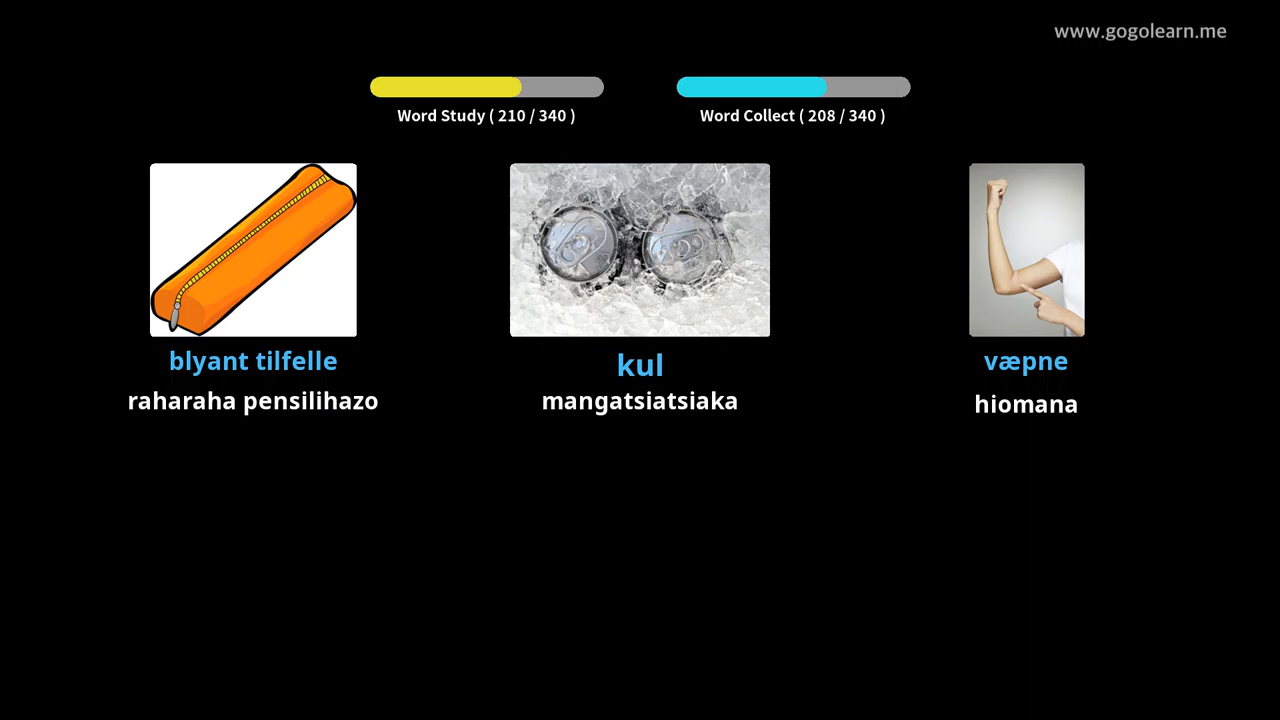 www.gogolearn.me
Word Study ( 210 / 340 )
Word Collect ( 208 / 340 )
blyant tilfelle
raharaha pensilihazo
kul
mangatsiatsiaka
væpne
hiomana